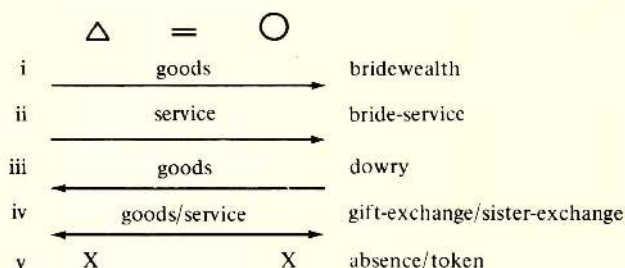 i goods bridewealth
ii service bride-service
iii goods dowry
iv goods/service gift-exchange/sister-exchange
v X X absence/token